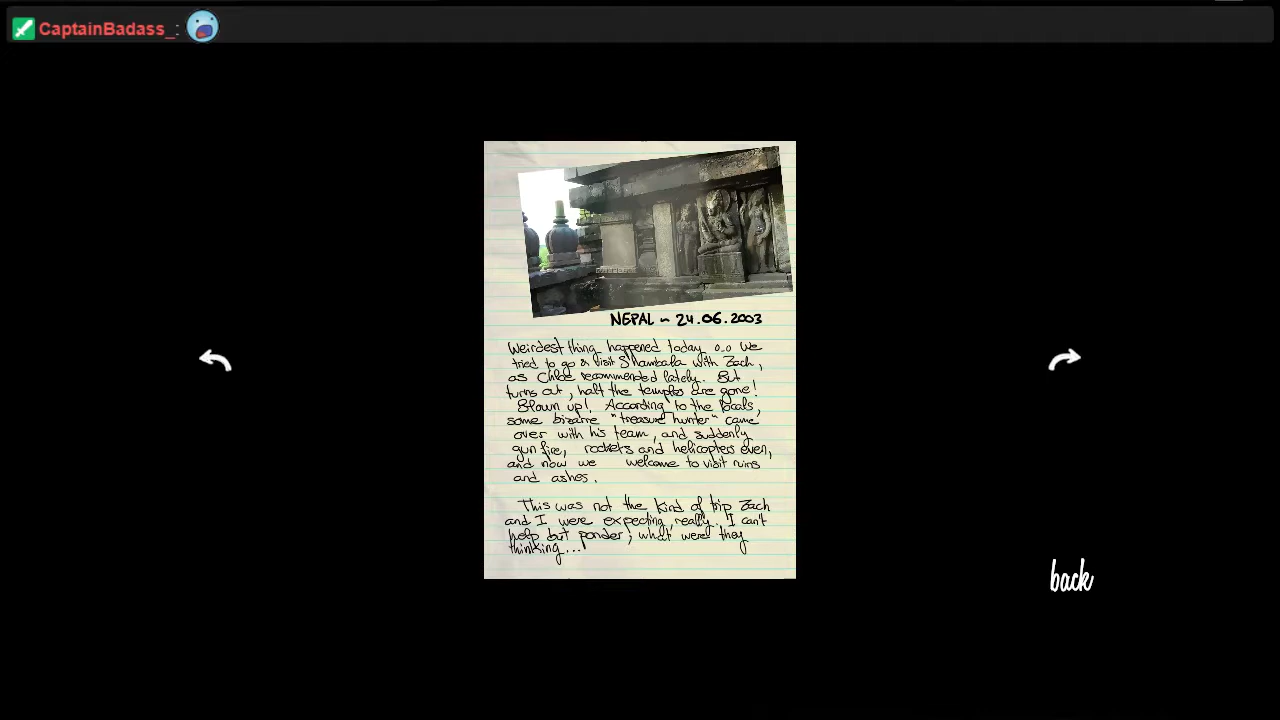 CaptainBadass_:
NEPAL ~ 24.06.2003
Weirdest thing happened today o.o We
tried to go & visit Shambala with Zach,
as Chloe recommended lately. But
turns out, half the temples are gone!
Blown up! According to the locals,
some bizarre "treasure hunter" came
over with his team, and suddenly
gun fire, rockets and helicopters even,
and now we welcome to visit ruins
and ashes.
This was not the kind of trip Zach
and I were expecting, really. I can't
help but ponder; what were they
thinking...
back